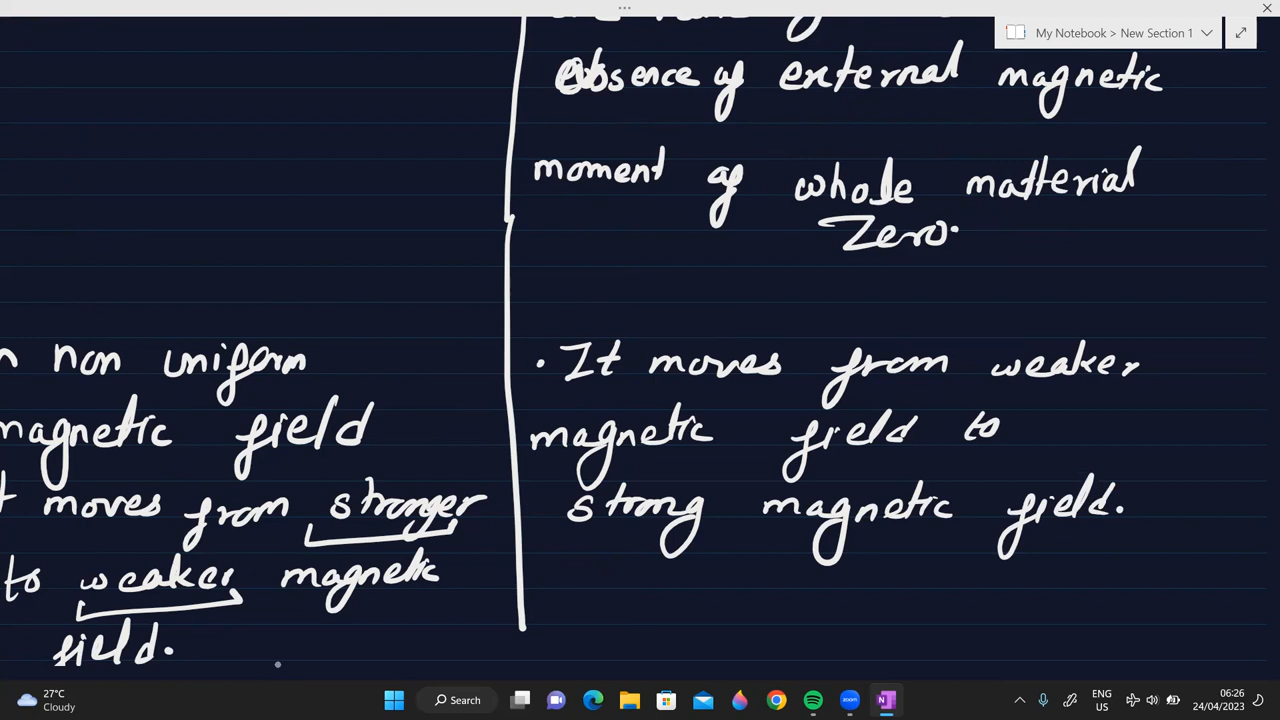 My Notebook > New Section 1
absence of external magnetic
moment of whole matterial
Zero.
non uniform
magnetic field
moves from stronger
to weaker magnetic
field.
. It moves from weaker
magnetic field to
strong magnetic field.
27°C
Cloudy
Search
ENG
US
06:26
24/04/2023